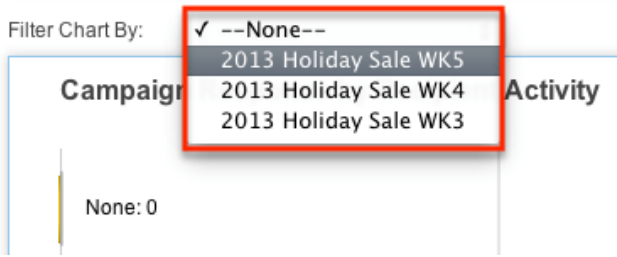 Filter Chart By:
✓ --None--
2013 Holiday Sale WK5
2013 Holiday Sale WK4
2013 Holiday Sale WK3
Campaign Activity
None: 0